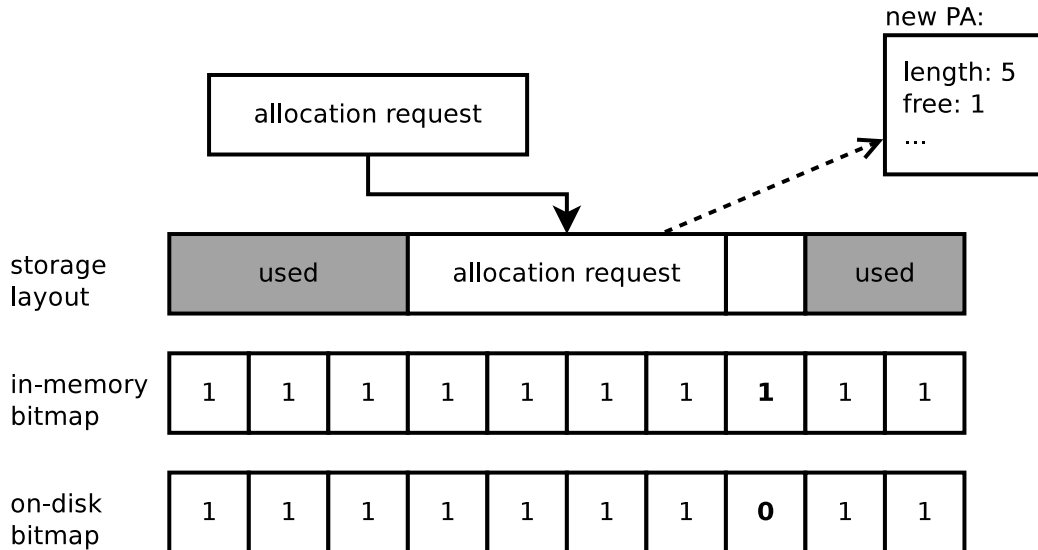 new PA:
length: 5
free: 1
...
allocation request
storage
layout
used
allocation request
used
in-memory
bitmap
1 1 1 1 1 1 1 1 1 1
on-disk
bitmap
1 1 1 1 1 1 1 0 1 1